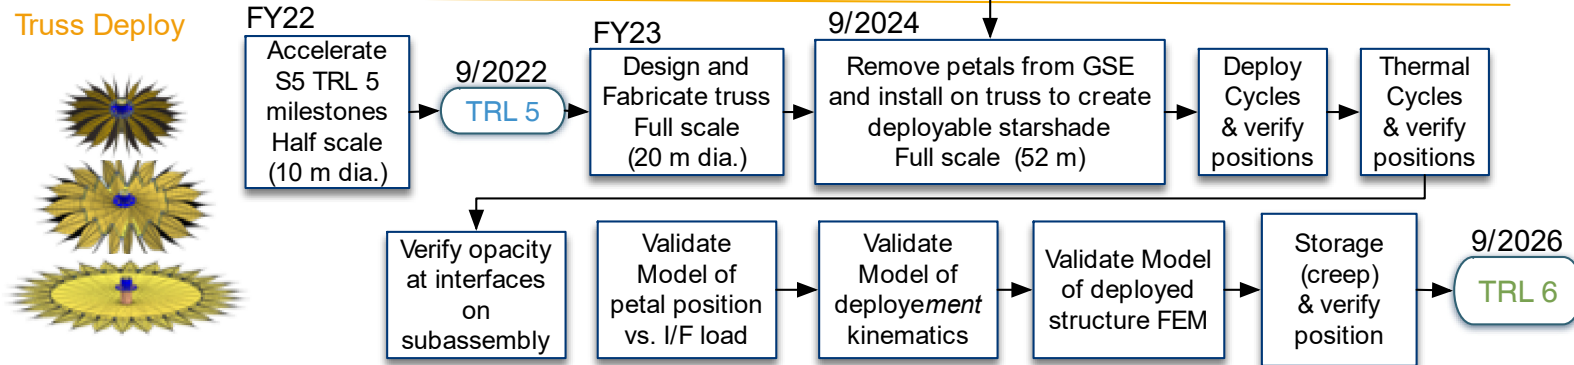 Truss Deploy
FY22
Accelerate
S5 TRL 5
milestones
Half scale
(10 m dia.)
9/2022
TRL 5
FY23
Design and
Fabricate truss
Full scale
(20 m dia.)
9/2024
Remove petals from GSE
and install on truss to create
deployable starshade
Full scale (52 m)
Deploy
Cycles
& verify
positions
Thermal
Cycles
& verify
positions
Verify opacity
at interfaces
on
subassembly
Validate
Model of
petal position
vs. I/F load
Validate
Model of
deployement
kinematics
Validate Model
of deployed
structure FEM
Storage
(creep)
& verify
position
9/2026
TRL 6